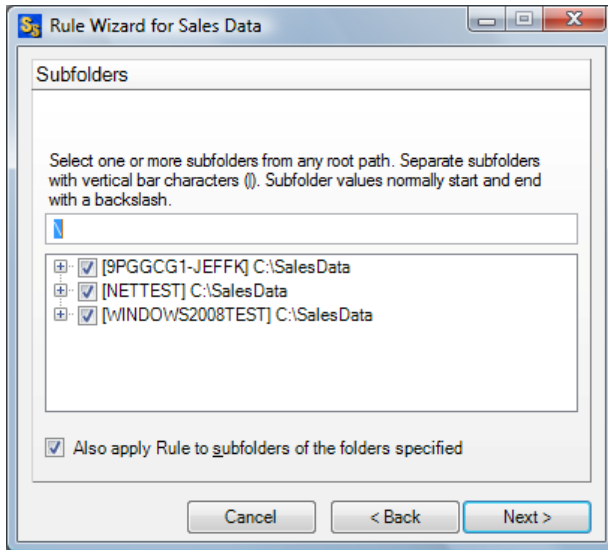 Rule Wizard for Sales Data
Subfolders
Select one or more subfolders from any root path. Separate subfolders
with vertical bar characters (|). Subfolder values normally start and end
with a backslash.
\
[9PGGCG1-JEFFK] C:\SalesData
[NETTEST] C:\SalesData
[WINDOWS2008TEST] C:\SalesData
Also apply Rule to subfolders of the folders specified
Cancel
< Back
Next >